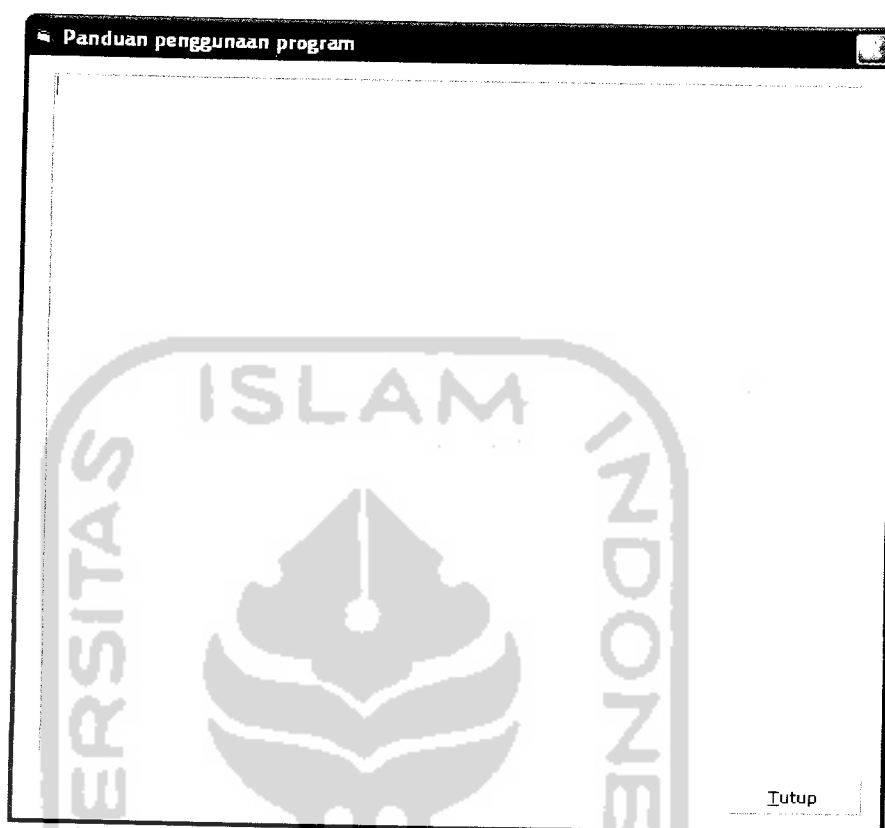 Panduan penggunaan program
ISLAM
INDONE
ERSITAS
Tutup